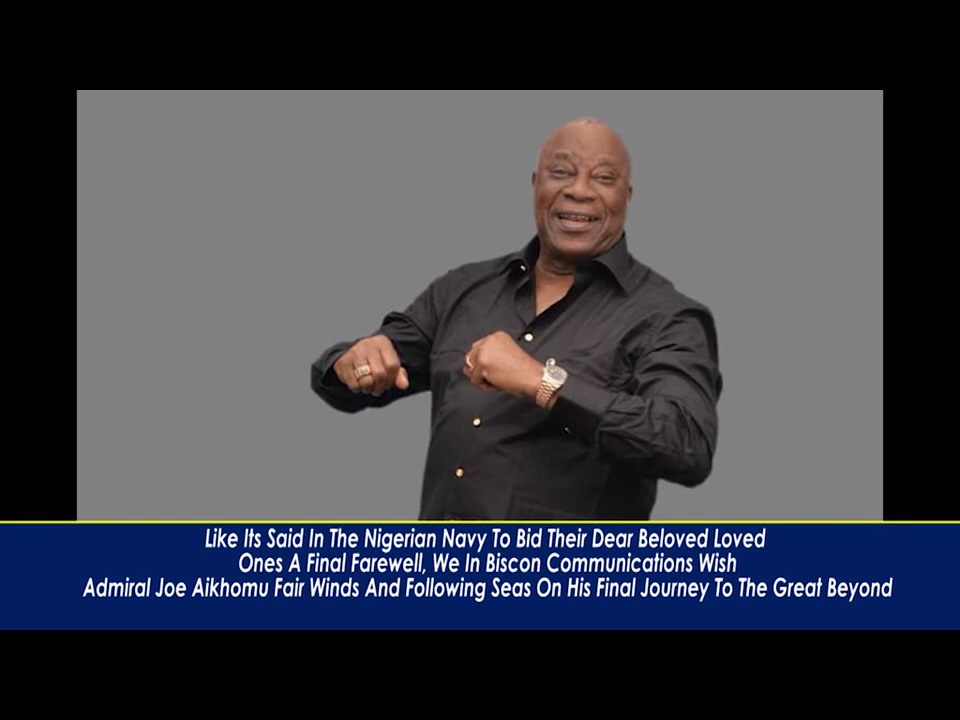 Like Its Said In The Nigerian Navy To Bid Their Dear Beloved Loved
Ones A Final Farewell, We In Biscon Communications Wish
Admiral Joe Aikhomu Fair Winds And Following Seas On His Final Journey To The Great Beyond